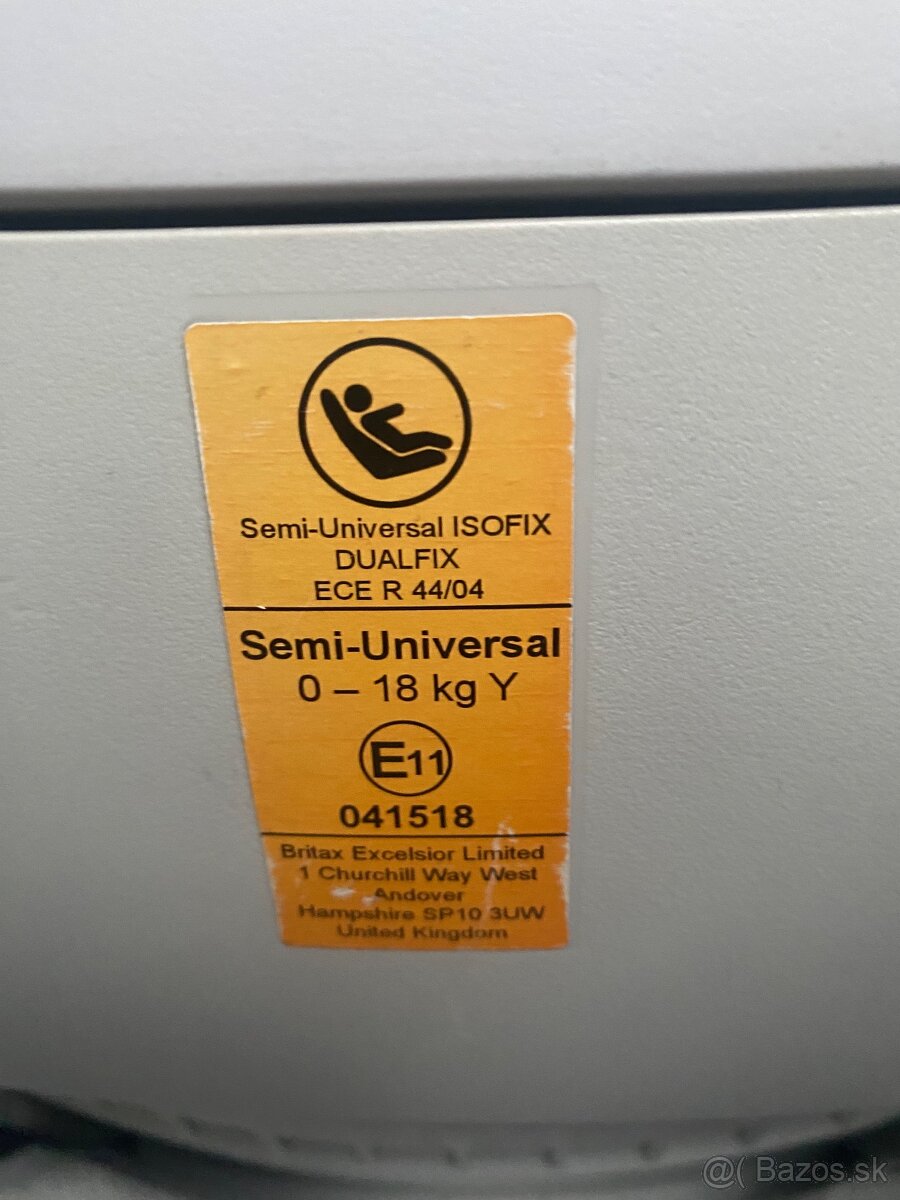 Semi-Universal ISOFIX
DUALFIX
ECE R 44/04
Semi-Universal
0 – 18 kg Y
E11
041518
Britax Excelsior Limited
1 Churchill Way West
Andover
Hampshire SP10 3UW
United Kingdom
@( Bazos.sk